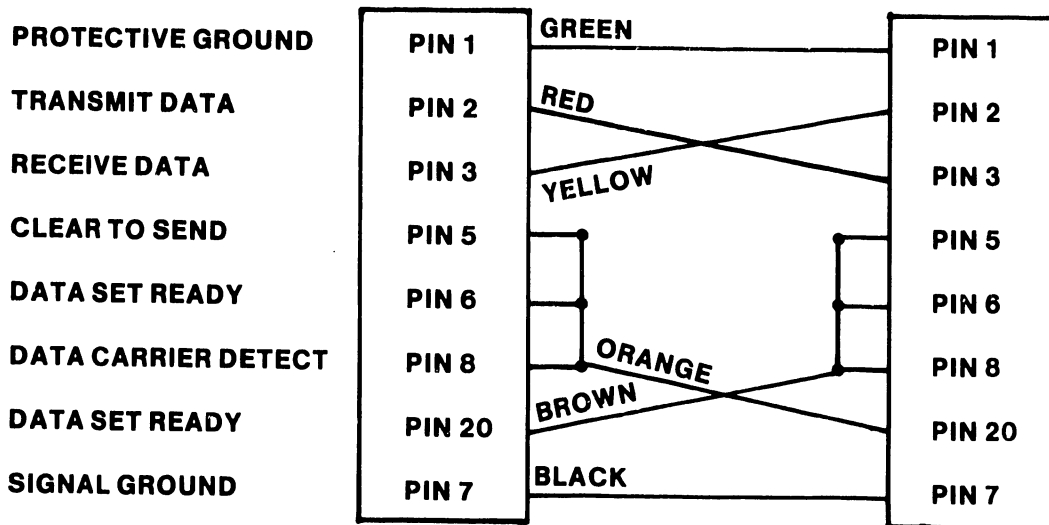 PROTECTIVE GROUND PIN 1 GREEN PIN 1
TRANSMIT DATA PIN 2 RED PIN 2
RECEIVE DATA PIN 3 YELLOW PIN 3
CLEAR TO SEND PIN 5 PIN 5
DATA SET READY PIN 6 PIN 6
DATA CARRIER DETECT PIN 8 ORANGE PIN 8
DATA SET READY PIN 20 BROWN PIN 20
SIGNAL GROUND PIN 7 BLACK PIN 7